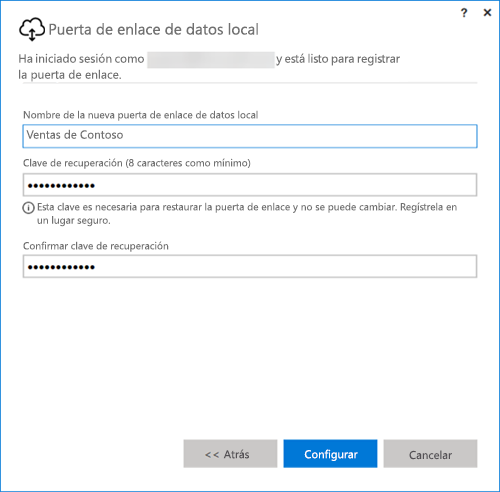 ? ×
Puerta de enlace de datos local
Ha iniciado sesión como y está listo para registrar
la puerta de enlace.
Nombre de la nueva puerta de enlace de datos local
Ventas de Contoso
Clave de recuperación (8 caracteres como mínimo)
••••••••••••
Esta clave es necesaria para restaurar la puerta de enlace y no se puede cambiar. Regístrela en
un lugar seguro.
Confirmar clave de recuperación
••••••••••••
<< Atrás Configurar Cancelar